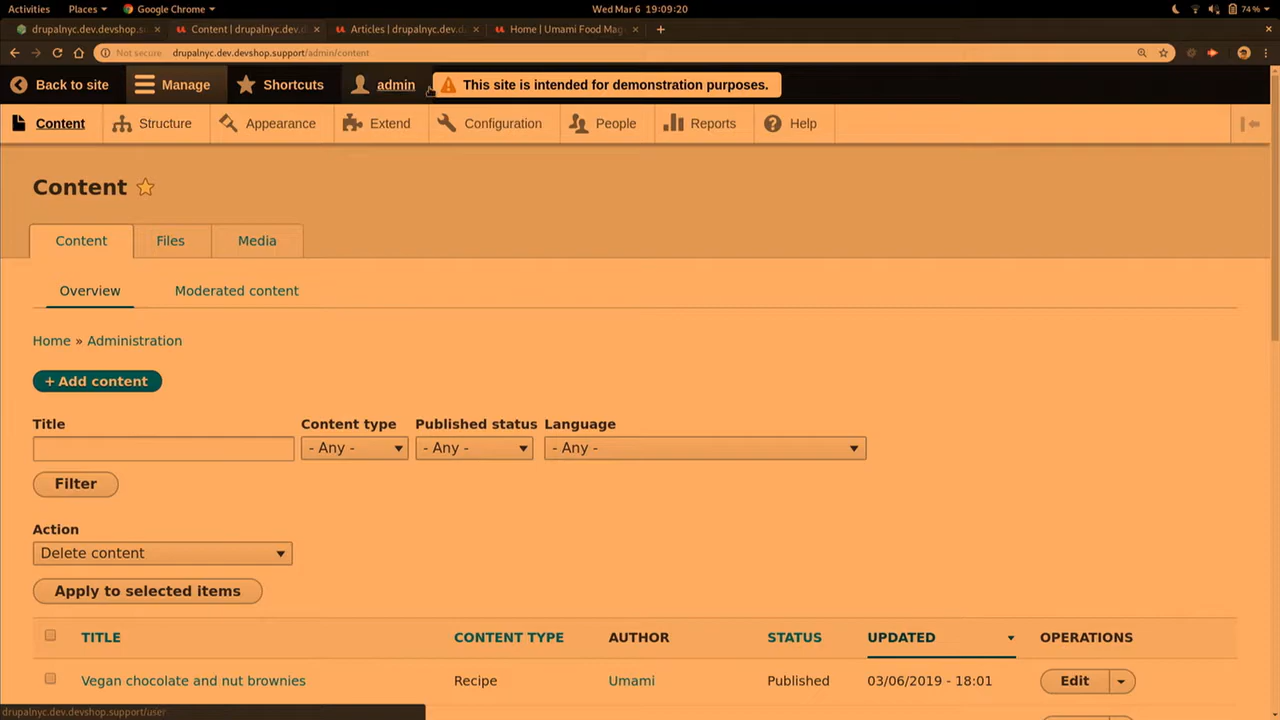 Activities Places Google Chrome Wed Mar 6 19:09:20 74 %
drupalnyc.dev.devshop.s × Content | drupalnyc.dev.d × Articles | drupalnyc.dev.d × Home | Umami Food Mag × +
Not secure drupalnyc.dev.devshop.support/admin/content
Back to site Manage Shortcuts admin This site is intended for demonstration purposes.
Content Structure Appearance Extend Configuration People Reports Help
Content
Content Files Media
Overview Moderated content
Home » Administration
+ Add content
Title Content type Published status Language
- Any - - Any - - Any -
Filter
Action
Delete content
Apply to selected items
TITLE CONTENT TYPE AUTHOR STATUS UPDATED OPERATIONS
Vegan chocolate and nut brownies Recipe Umami Published 03/06/2019 - 18:01 Edit
drupalnyc.dev.devshop.support/user